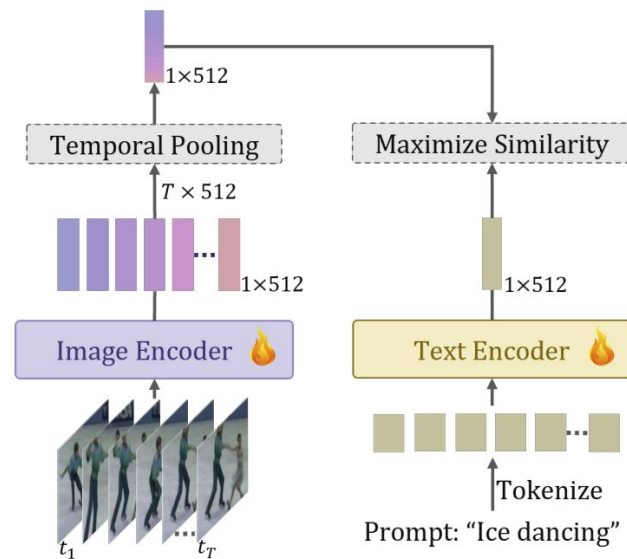 1×512
Temporal Pooling
Maximize Similarity
T × 512
...
1×512
1×512
Image Encoder
Text Encoder
...
Tokenize
...
t₁
t_T
Prompt: “Ice dancing”